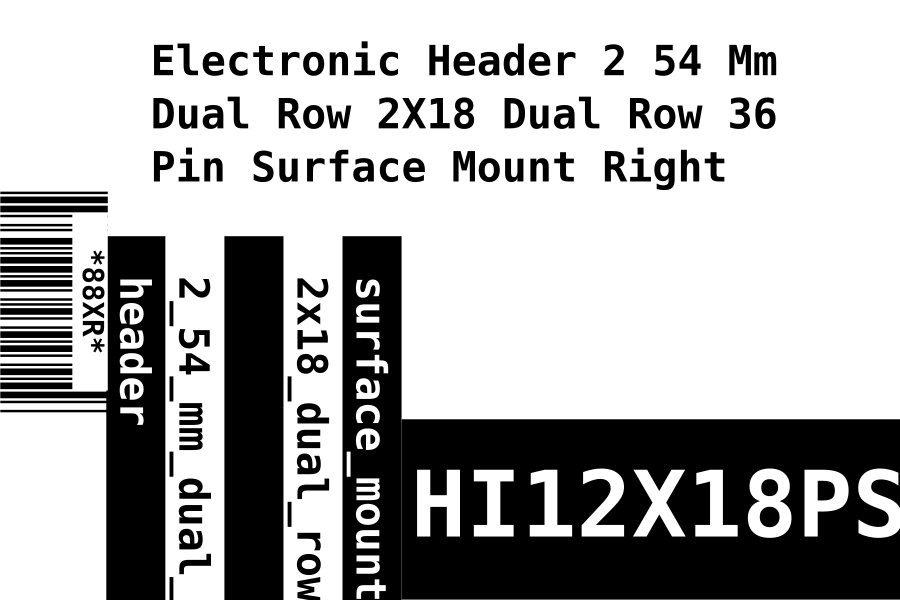 Electronic Header 2 54 Mm
Dual Row 2X18 Dual Row 36
Pin Surface Mount Right
*88XR*
header
2_54_mm_dual_
2x18_dual_row
surface_mount
HI12X18PS